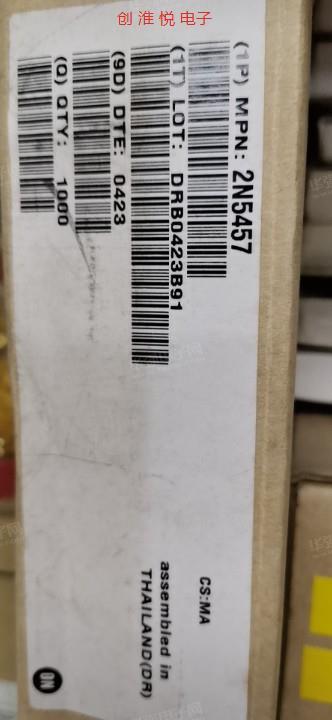 创淮悦电子
(1P) MPN: 2N5457
(1T) LOT: DRB0423B91
(9D) DTE: 0423
(Q) QTY: 1000
CS:MA
assembled in
THAILAND(DR)
ON